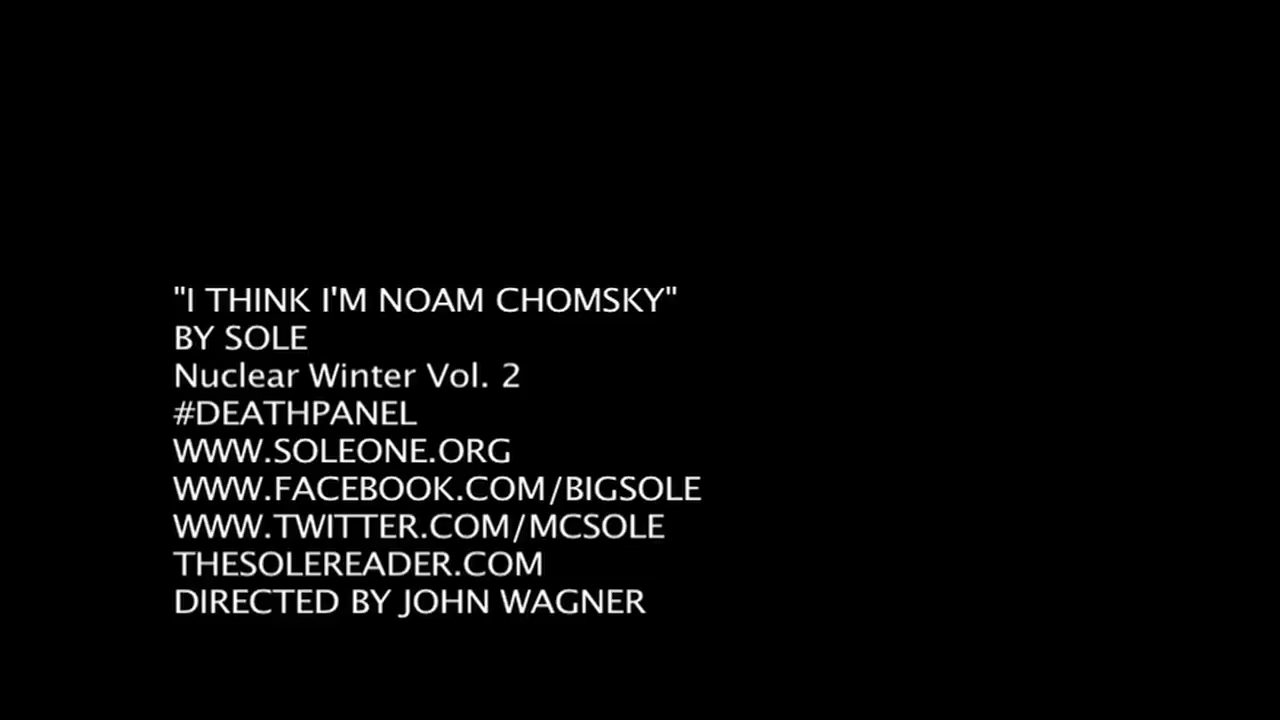 "I THINK I'M NOAM CHOMSKY"
BY SOLE
Nuclear Winter Vol. 2
#DEATHPANEL
WWW.SOLEONE.ORG
WWW.FACEBOOK.COM/BIGSOLE
WWW.TWITTER.COM/MCSOLE
THESOLEREADER.COM
DIRECTED BY JOHN WAGNER